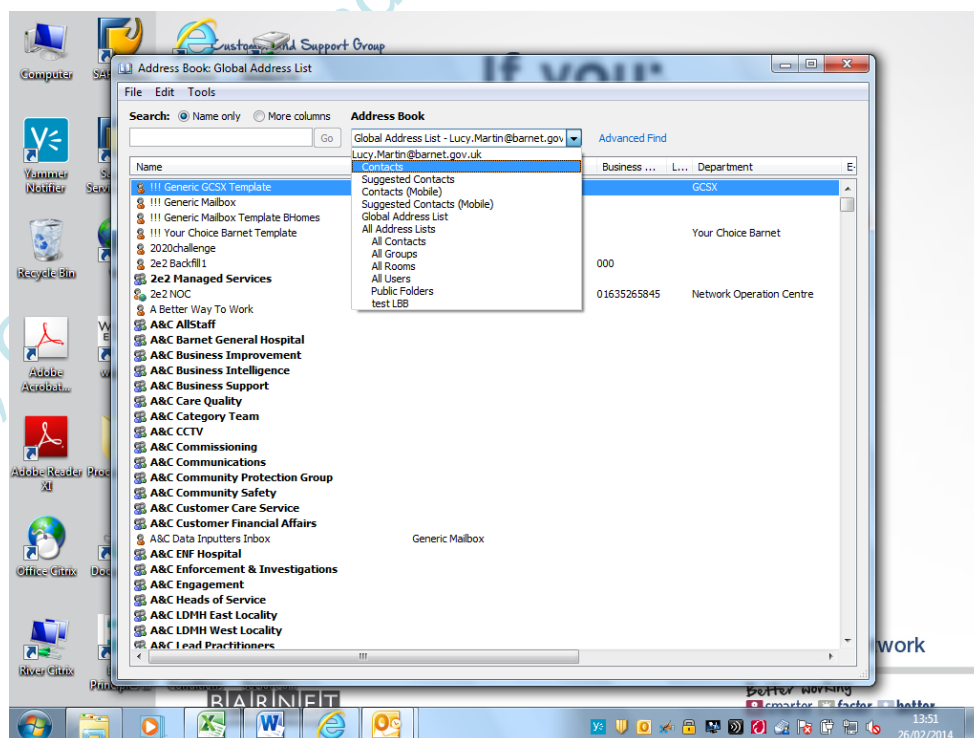 Customer and Support Group
If your
Computer
Address Book: Global Address List
File Edit Tools
Search: Name only More columns Address Book
Go Global Address List - Lucy.Martin@barnet.gov Advanced Find
Lucy.Martin@barnet.gov.uk
Contacts
Suggested Contacts
Contacts (Mobile)
Suggested Contacts (Mobile)
Global Address List
All Address Lists
All Contacts
All Groups
All Rooms
All Users
Public Folders
test LBB
Name Business ... L... Department E-
!!! Generic GCSX Template GCSX
!!! Generic Mailbox
!!! Generic Mailbox Template BHomes
!!! Your Choice Barnet Template Your Choice Barnet
2020challenge
2e2 Backfill1 000
2e2 Managed Services
2e2 NOC 01635265845 Network Operation Centre
A Better Way To Work
A&C AllStaff
A&C Barnet General Hospital
A&C Business Improvement
A&C Business Intelligence
A&C Business Support
A&C Care Quality
A&C Category Team
A&C CCTV
A&C Commissioning
A&C Communications
A&C Community Protection Group
A&C Community Safety
A&C Customer Care Service
A&C Customer Financial Affairs
A&C Data Inputters Inbox Generic Mailbox
A&C ENF Hospital
A&C Enforcement & Investigations
A&C Engagement
A&C Heads of Service
A&C LDMH East Locality
A&C LDMH West Locality
A&C Lead Practitioners
Yammer
Notifier
Recycle Bin
Adobe
Acrobat...
Adobe Reader
XI
Office Citrix
River Citrix
work
BARNET
Better working
smarter faster better
13:51
26/02/2014